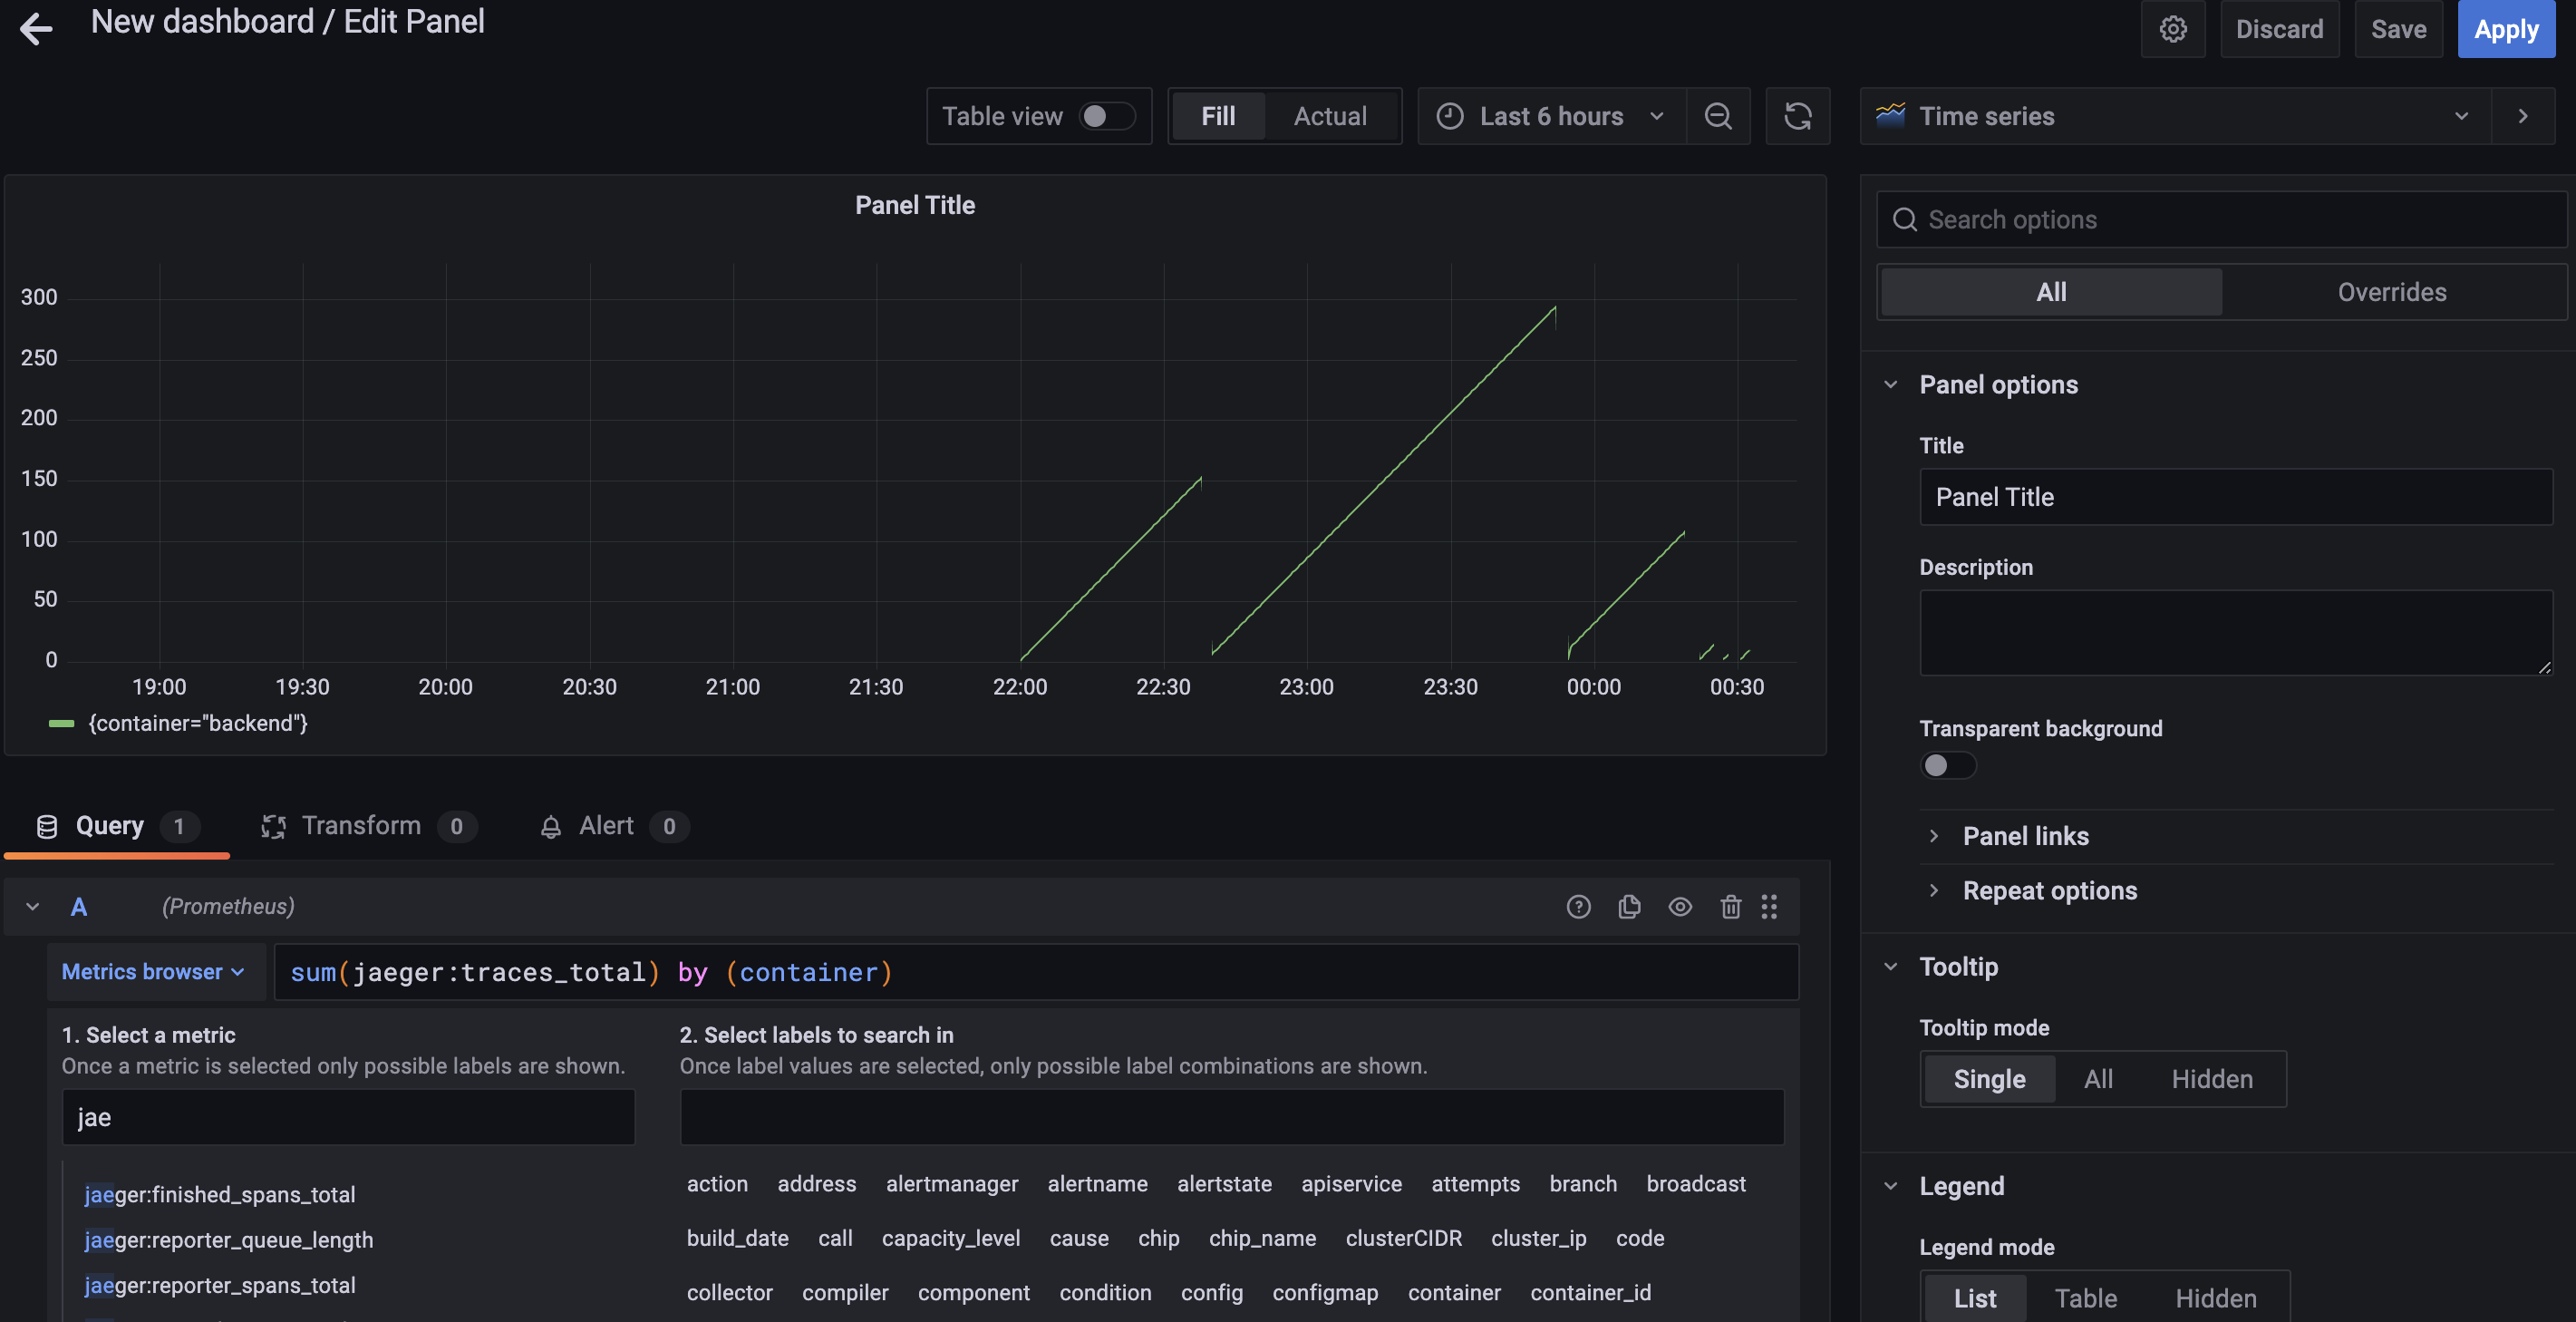 New dashboard / Edit Panel
Discard
Save
Apply
Table view
Fill
Actual
Last 6 hours
Time series
Panel Title
300
250
200
150
100
50
0
19:00
19:30
20:00
20:30
21:00
21:30
22:00
22:30
23:00
23:30
00:00
00:30
{container="backend"}
Query 1
Transform 0
Alert 0
A (Prometheus)
Metrics browser
sum(jaeger:traces_total) by (container)
1. Select a metric
Once a metric is selected only possible labels are shown.
jae
jaeger:finished_spans_total
jaeger:reporter_queue_length
jaeger:reporter_spans_total
2. Select labels to search in
Once label values are selected, only possible label combinations are shown.
action address alertmanager alertname alertstate apiservice attempts branch broadcast
build_date call capacity_level cause chip chip_name clusterCIDR cluster_ip code
collector compiler component condition config configmap container container_id
Search options
All
Overrides
Panel options
Title
Panel Title
Description
Transparent background
Panel links
Repeat options
Tooltip
Tooltip mode
Single
All
Hidden
Legend
Legend mode
List
Table
Hidden